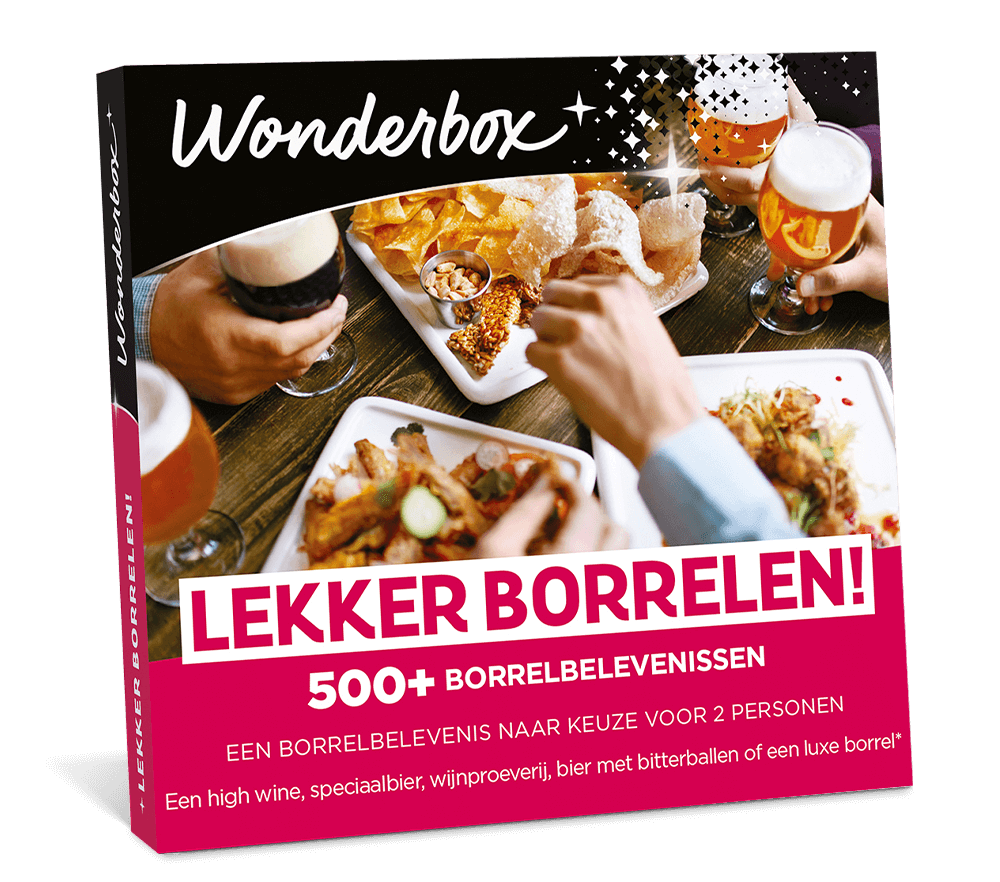 Wonderbox
Wonderbox
+ LEKKER BORRELEN!
LEKKER BORRELEN!
500+ BORRELBELEVENISSEN
EEN BORRELBELEVENIS NAAR KEUZE VOOR 2 PERSONEN
Een high wine, speciaalbier, wijnproeverij, bier met bitterballen of een luxe borrel*